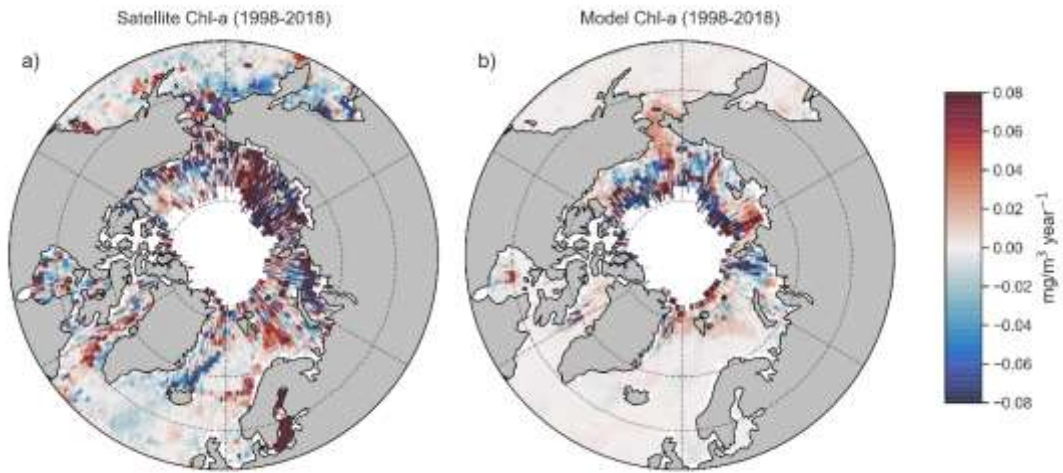 Satellite Chl-a (1998-2018)
Model Chl-a (1998-2018)
a)
b)
0.08
0.06
0.04
0.02
0.00
−0.02
−0.04
−0.06
−0.08
mg/m³ year⁻¹